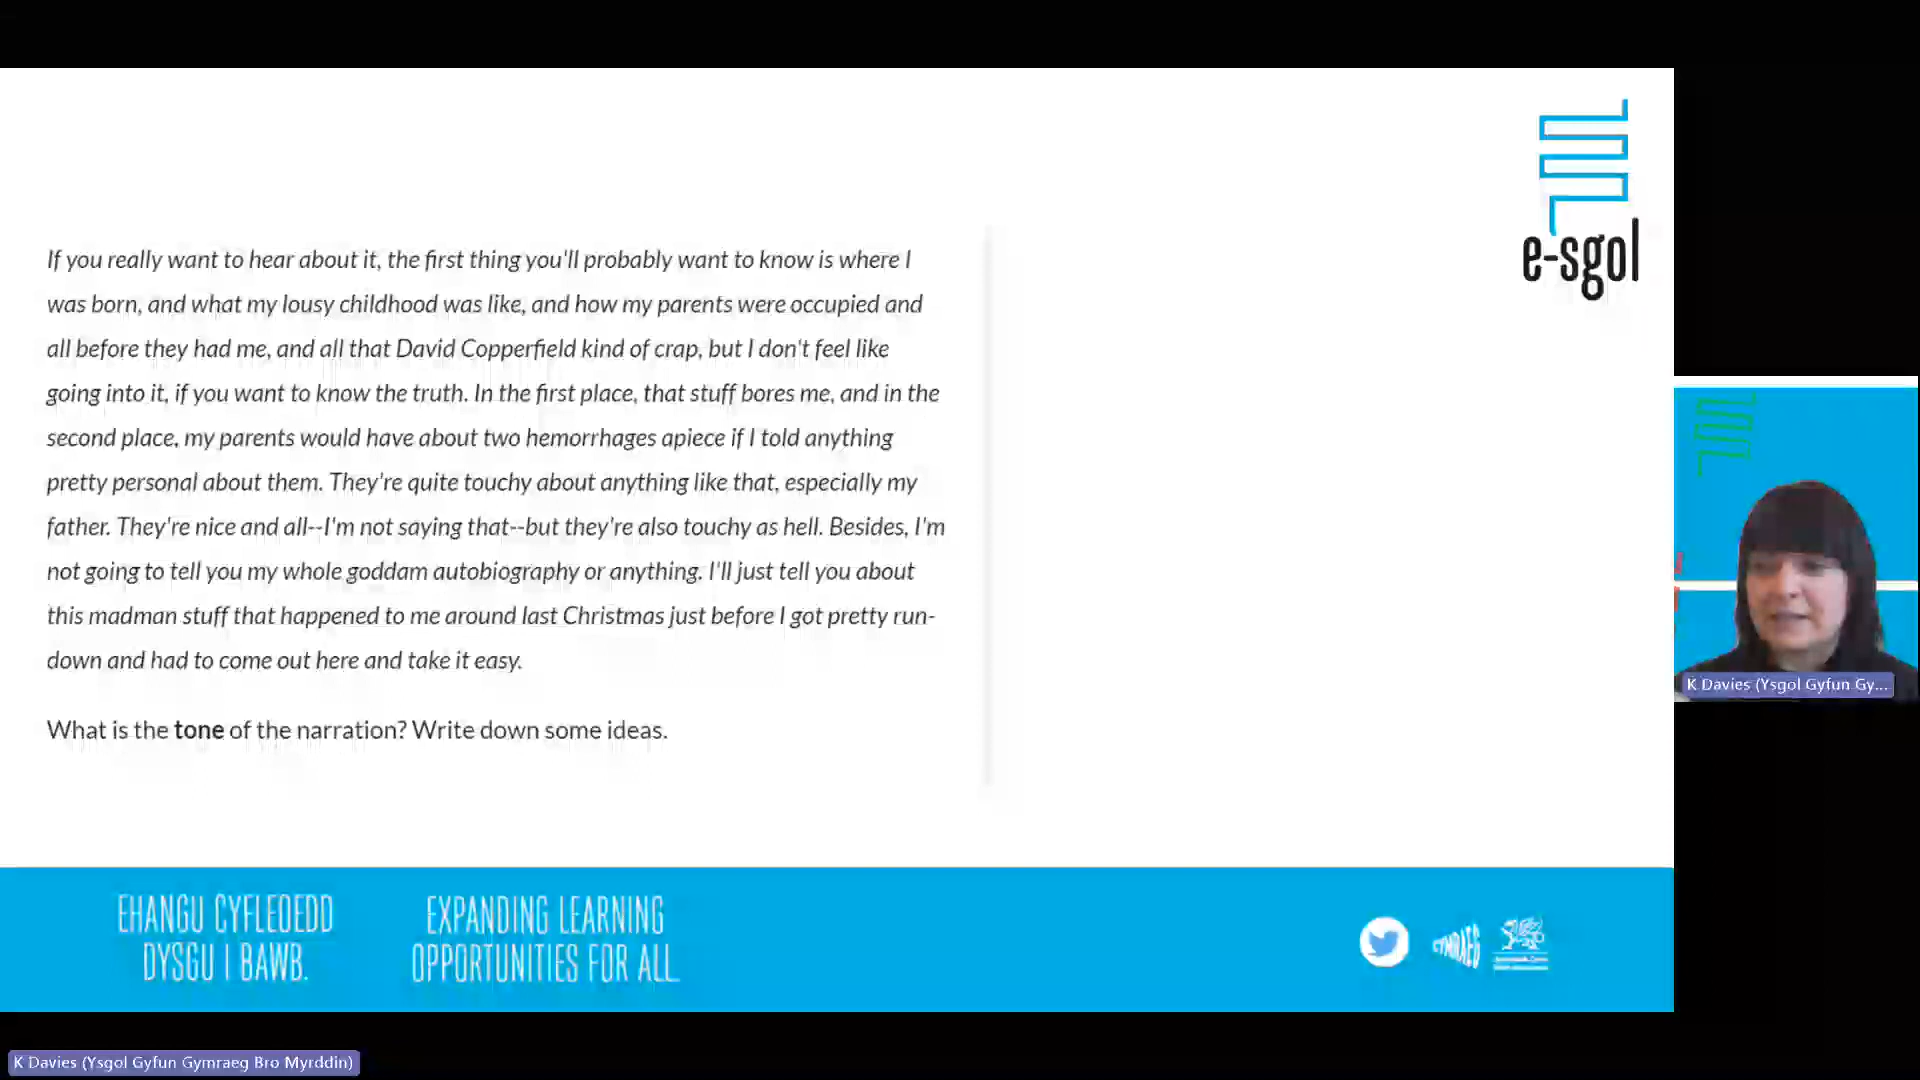 If you really want to hear about it, the first thing you'll probably want to know is where I
was born, and what my lousy childhood was like, and how my parents were occupied and
all before they had me, and all that David Copperfield kind of crap, but I don't feel like
going into it, if you want to know the truth. In the first place, that stuff bores me, and in the
second place, my parents would have about two hemorrhages apiece if I told anything
pretty personal about them. They're quite touchy about anything like that, especially my
father. They're nice and all--I'm not saying that--but they're also touchy as hell. Besides, I'm
not going to tell you my whole goddam autobiography or anything. I'll just tell you about
this madman stuff that happened to me around last Christmas just before I got pretty run-
down and had to come out here and take it easy.
What is the tone of the narration? Write down some ideas.
e-sgol
K Davies (Ysgol Gyfun Gy...
EHANGU CYFLEOEDD
DYSGU I BAWB.
EXPANDING LEARNING
OPPORTUNITIES FOR ALL
CYMRAEG
K Davies (Ysgol Gyfun Gymraeg Bro Myrddin)